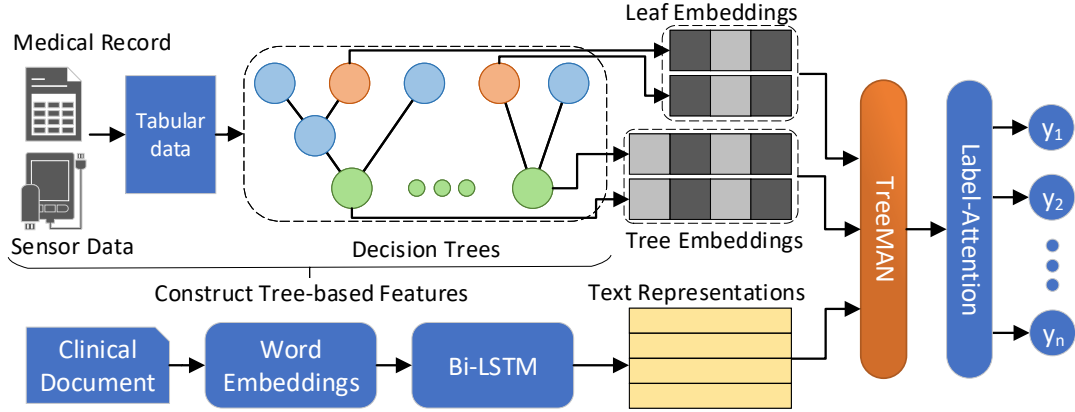 Leaf Embeddings
Medical Record
Tabular
data
Sensor Data
Decision Trees
Tree Embeddings
Construct Tree-based Features
Text Representations
Clinical
Document
Word
Embeddings
Bi-LSTM
TreeMAN
Label-Attention
y1
y2
yn